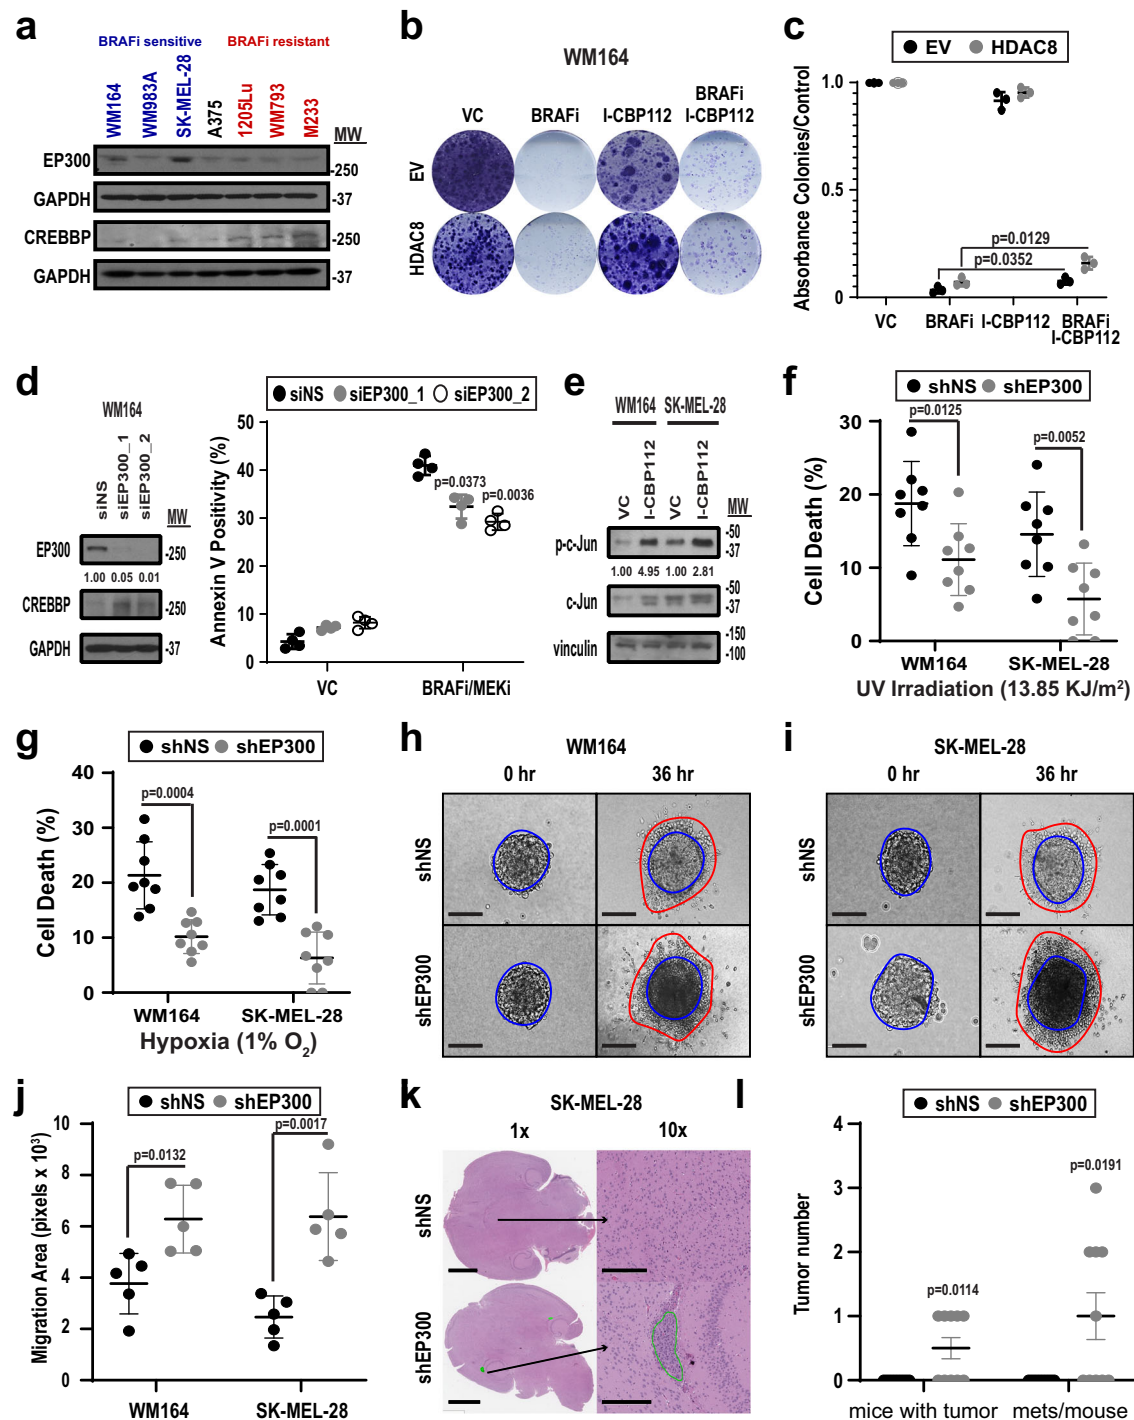 a
BRAFi sensitive
BRAFi resistant
WM164
WM983A
SK-MEL-28
A375
1205Lu
WM793
M233
MW
EP300
-250
GAPDH
-37
CREBBP
-250
GAPDH
-37
b
WM164
VC
BRAFi
I-CBP112
BRAFi
I-CBP112
EV
HDAC8
c
EV
HDAC8
Absorbance Colonies/Control
1.0
0.5
0
p=0.0129
p=0.0352
VC
BRAFi
I-CBP112
BRAFi
I-CBP112
d
WM164
siNS
siEP300_1
siEP300_2
MW
EP300
-250
1.00 0.05 0.01
CREBBP
-250
GAPDH
-37
siNS
siEP300_1
siEP300_2
Annexin V Positivity (%)
50
40
30
20
10
0
p=0.0373
p=0.0036
VC
BRAFi/MEKi
e
WM164 SK-MEL-28
VC
I-CBP112
VC
I-CBP112
MW
p-c-Jun
-50
-37
1.00 4.95 1.00 2.81
c-Jun
-50
-37
vinculin
-150
-100
f
shNS
shEP300
Cell Death (%)
30
20
10
0
p=0.0125
p=0.0052
WM164
SK-MEL-28
UV Irradiation (13.85 KJ/m²)
g
shNS
shEP300
Cell Death (%)
40
30
20
10
0
p=0.0004
p=0.0001
WM164
SK-MEL-28
Hypoxia (1% O₂)
h
WM164
0 hr
36 hr
shNS
shEP300
i
SK-MEL-28
0 hr
36 hr
shNS
shEP300
j
shNS
shEP300
Migration Area (pixels x 10³)
10
8
6
4
2
0
p=0.0132
p=0.0017
WM164
SK-MEL-28
k
SK-MEL-28
1x
10x
shNS
shEP300
l
shNS
shEP300
Tumor number
4
3
2
1
0
p=0.0114
p=0.0191
mice with tumor
mets/mouse